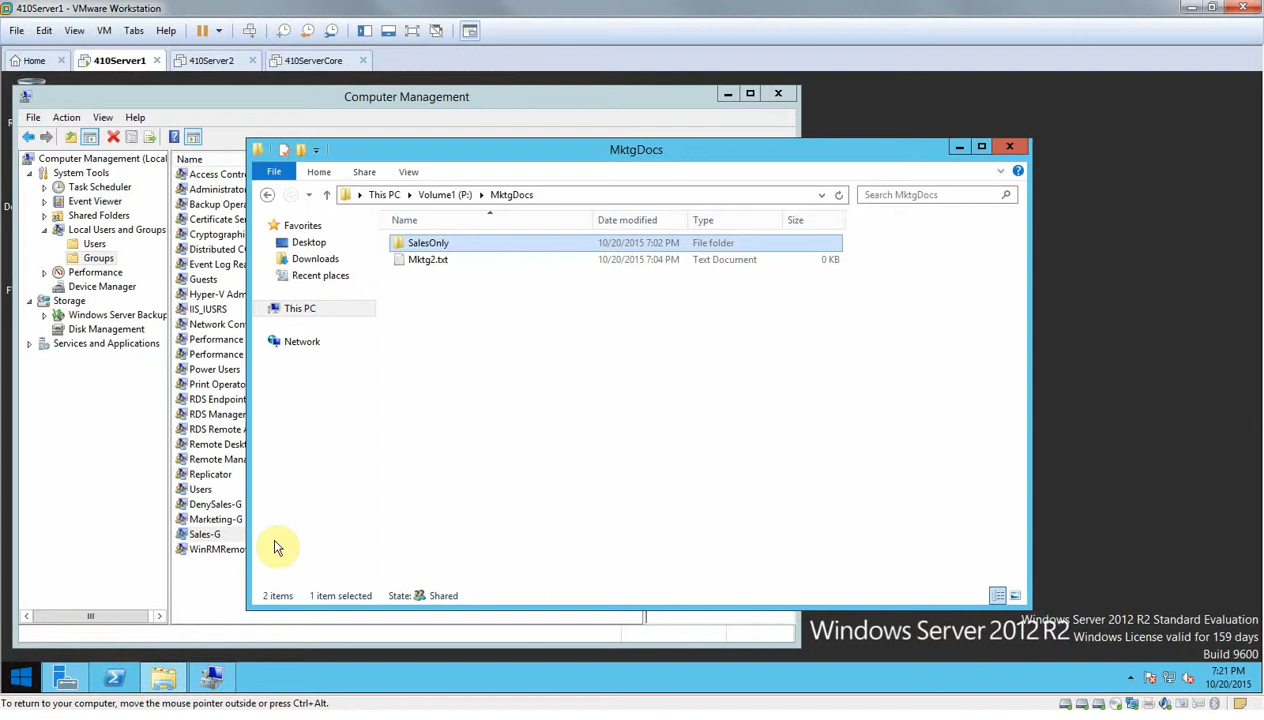 410Server1 - VMware Workstation
File Edit View VM Tabs Help
Home 410Server1 410Server2 410ServerCore
Computer Management
File Action View Help
Computer Management (Local
System Tools
Task Scheduler
Event Viewer
Shared Folders
Local Users and Groups
Users
Groups
Performance
Device Manager
Storage
Windows Server Backup
Disk Management
Services and Applications
Name
Access Contr
Administrato
Backup Oper
Certificate Ser
Cryptographi
Distributed C
Event Log Rea
Guests
Hyper-V Adm
IIS_IUSRS
Network Con
Performance
Performance
Power Users
Print Operato
RDS Endpoint
RDS Manager
RDS Remote A
Remote Deskt
Remote Mana
Replicator
Users
DenySales-G
Marketing-G
Sales-G
WinRMRemo
MktgDocs
File Home Share View
This PC Volume1 (P:) MktgDocs
Search MktgDocs
Name Date modified Type Size
SalesOnly 10/20/2015 7:02 PM File folder
Mktg2.txt 10/20/2015 7:04 PM Text Document 0 KB
Favorites
Desktop
Downloads
Recent places
This PC
Network
2 items 1 item selected State: Shared
Windows Server 2012 R2
Windows Server 2012 R2 Standard Evaluation
Windows License valid for 159 days
Build 9600
7:21 PM
10/20/2015
To return to your computer, move the mouse pointer outside or press Ctrl+Alt.